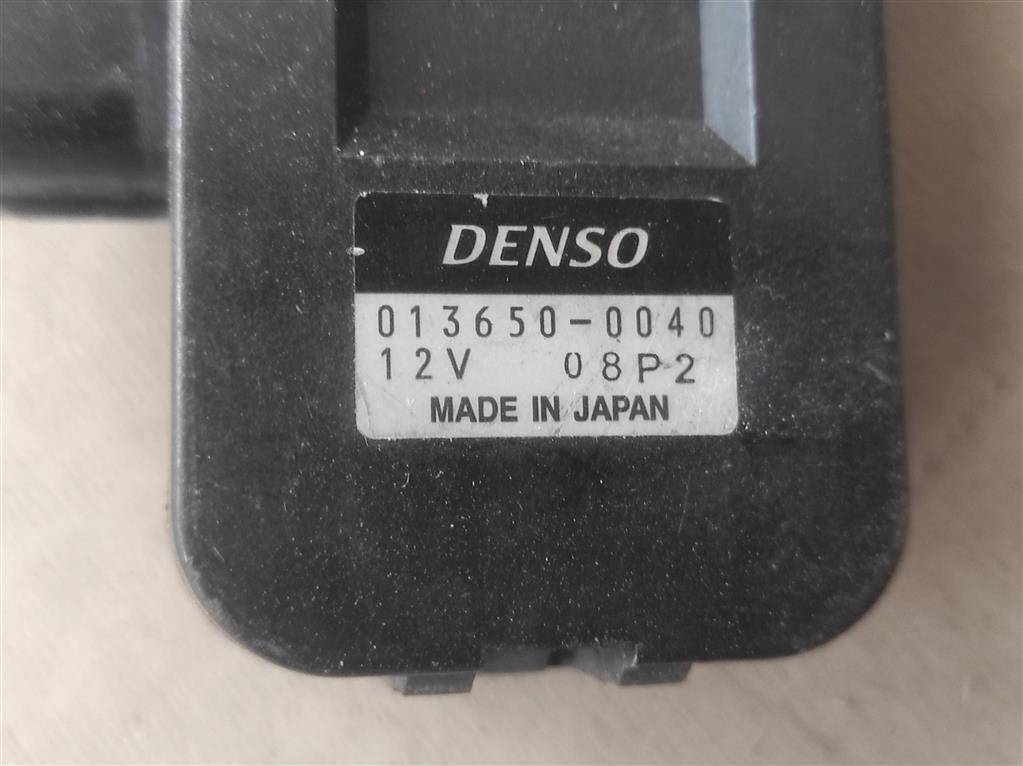 DENSO
013650-0040
12V 08P2
MADE IN JAPAN